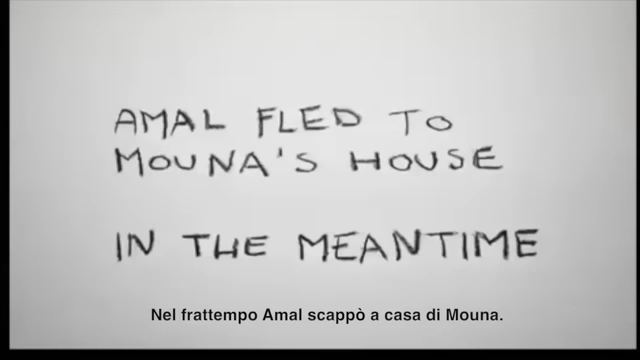 AMAL FLED TO
MOUNA'S HOUSE
IN THE MEANTIME
Nel frattempo Amal scappò a casa di Mouna.